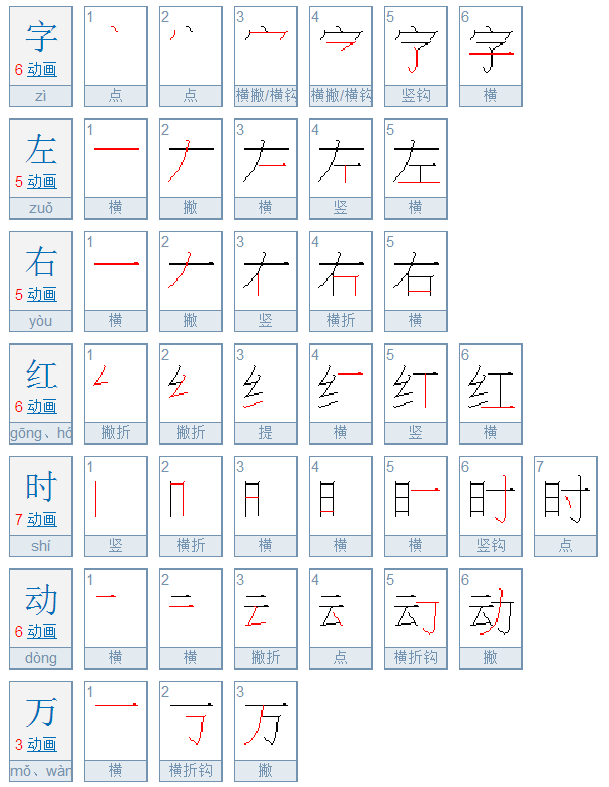 字 1 2 3 4 5 6
6 动画
zì 点 点 横撇/横钩 横撇/横钩 竖钩 横
左 1 2 3 4 5
5 动画
zuǒ 横 撇 横 竖 横
右 1 2 3 4 5
5 动画
yòu 横 撇 竖 横折 横
红 1 2 3 4 5 6
6 动画
gōng、hó 撇折 撇折 提 横 竖 横
时 1 2 3 4 5 6 7
7 动画
shí 竖 横折 横 横 横 竖钩 点
动 1 2 3 4 5 6
6 动画
dòng 横 横 撇折 点 横折钩 撇
万 1 2 3
3 动画
mǒ、wàn 横 横折钩 撇